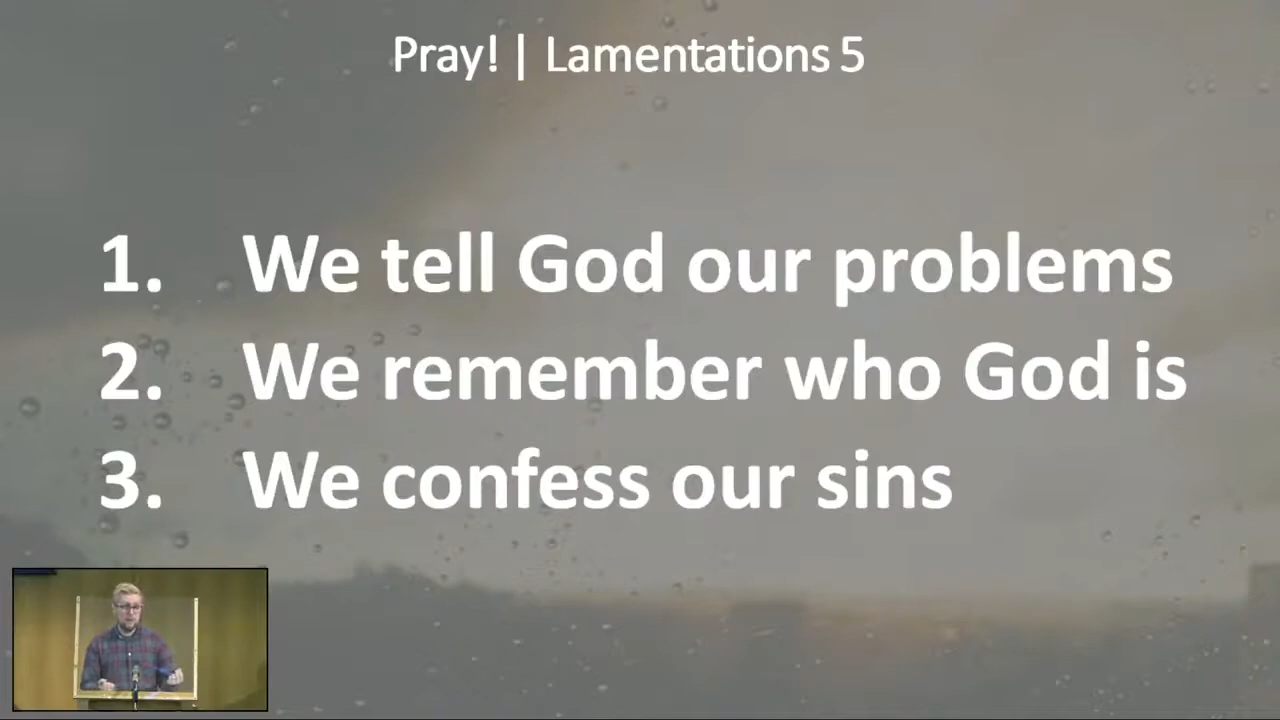 Pray! | Lamentations 5
1. We tell God our problems
2. We remember who God is
3. We confess our sins